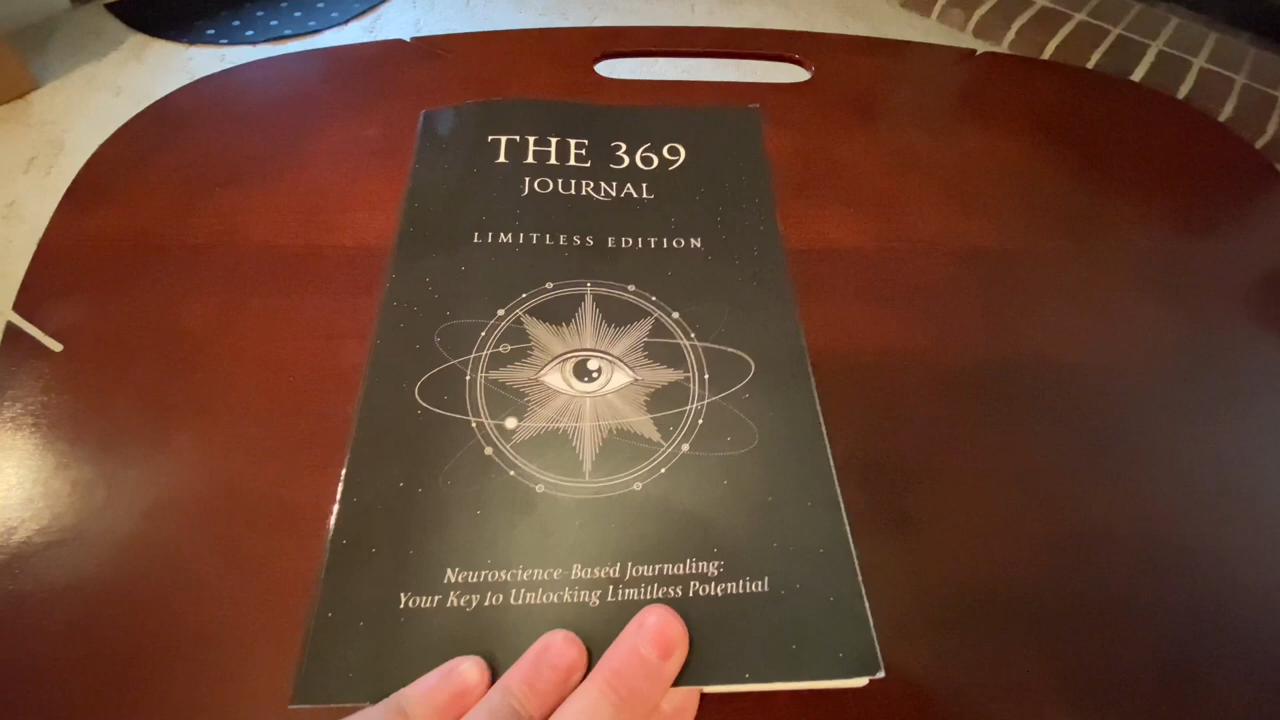 THE 369
JOURNAL
LIMITLESS EDITION
Neuroscience-Based Journaling:
Your Key to Unlocking Limitless Potential